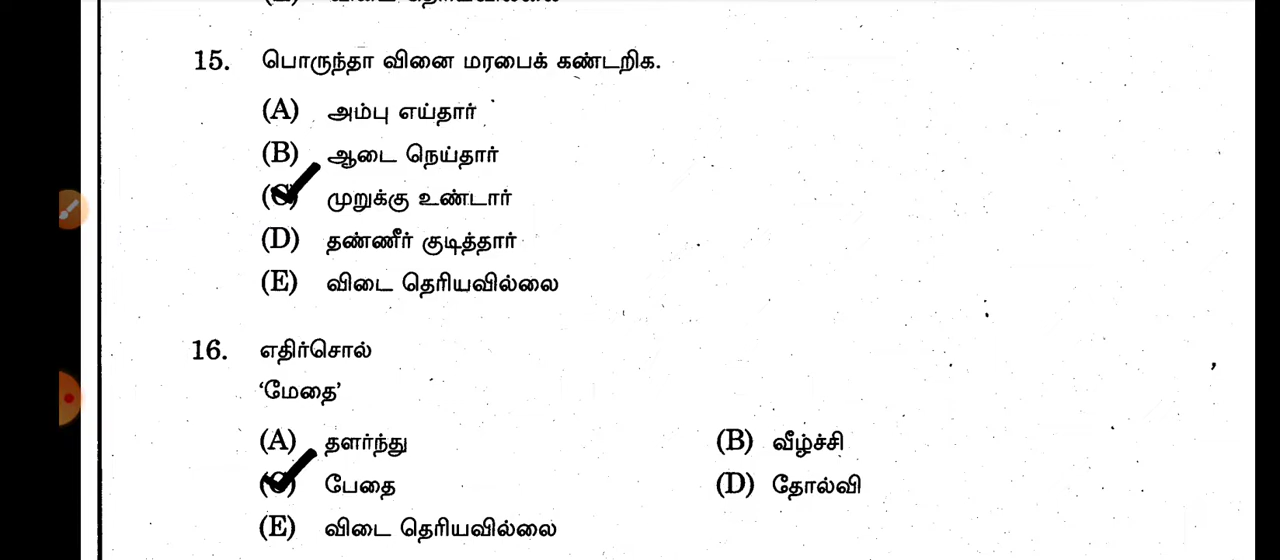 15. பொருந்தா வினை மரபைக் கண்டறிக.
(A) அம்பு எய்தார்
(B) ஆடை நெய்தார்
(C) முறுக்கு உண்டார்
(D) தண்ணீர் குடித்தார்
(E) விடை தெரியவில்லை
16. எதிர்சொல்
‘மேதை’
(A) தளர்ந்து (B) வீழ்ச்சி
(C) பேதை (D) தோல்வி
(E) விடை தெரியவில்லை